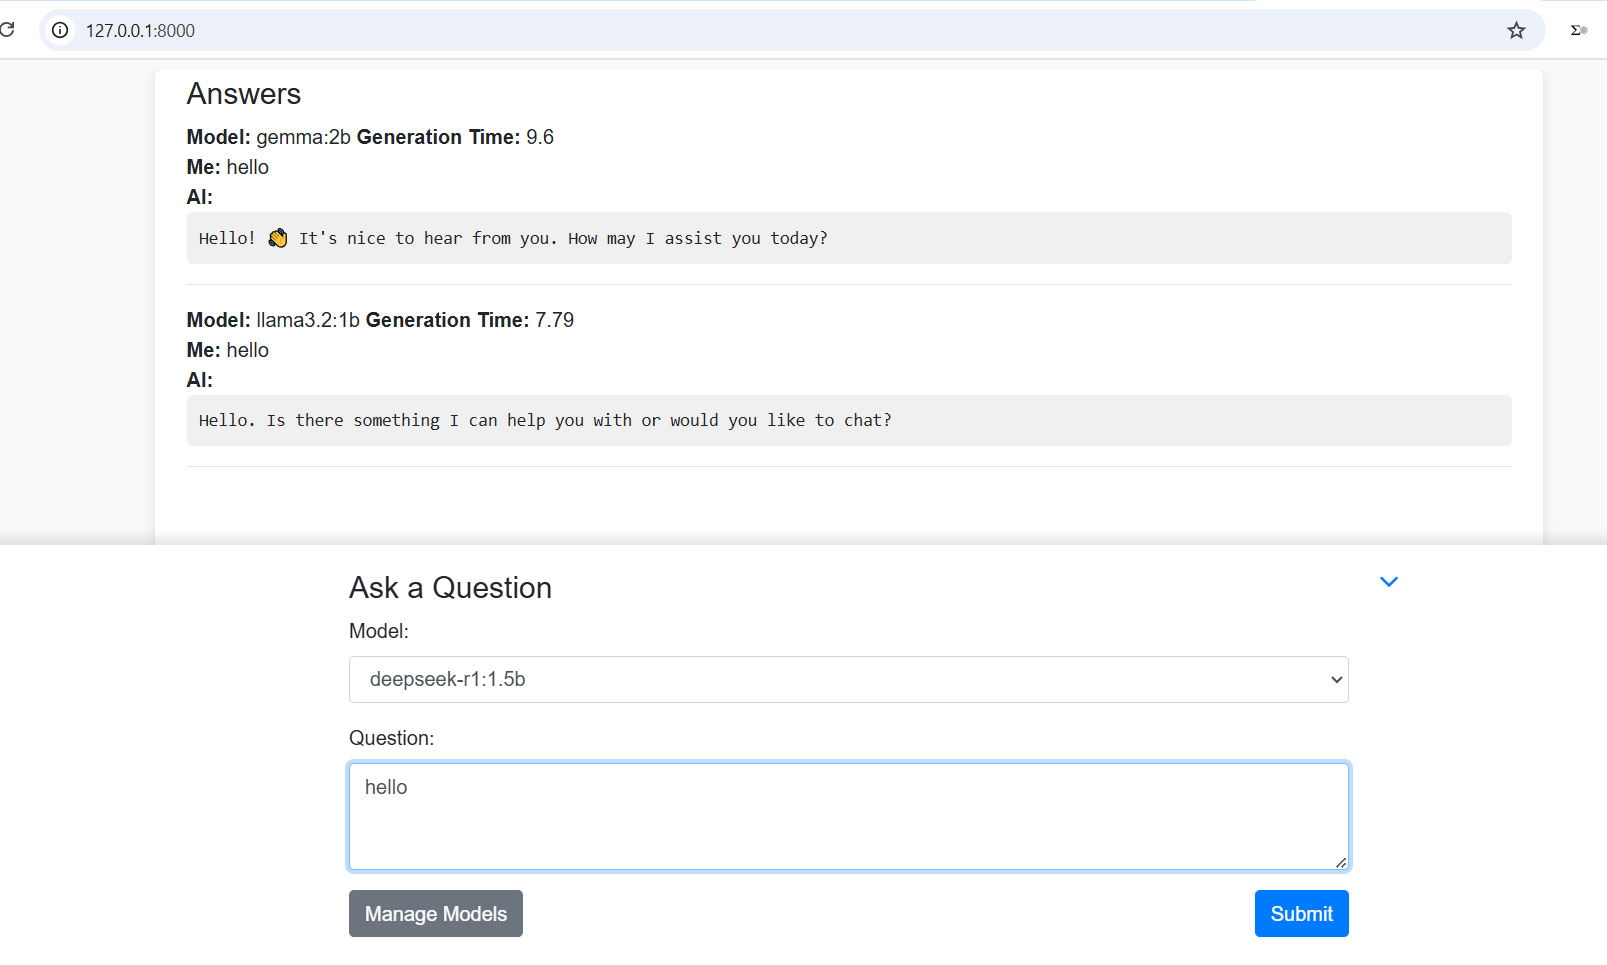 127.0.0.1:8000
Answers
Model: gemma:2b Generation Time: 9.6
Me: hello
AI:
Hello! 👋 It's nice to hear from you. How may I assist you today?
Model: llama3.2:1b Generation Time: 7.79
Me: hello
AI:
Hello. Is there something I can help you with or would you like to chat?
Ask a Question
Model:
deepseek-r1:1.5b
Question:
hello
Manage Models
Submit